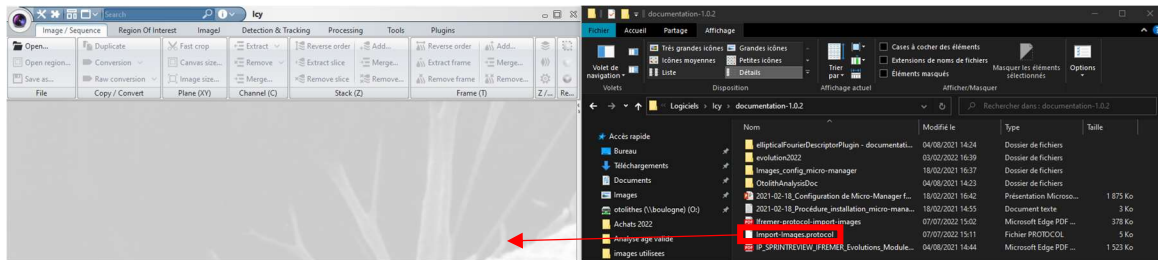 Search
Icy
Image / Sequence Region Of Interest ImageJ Detection & Tracking Processing Tools Plugins
Open... Duplicate Fast crop Extract Reverse order Add... Reverse order Add...
Open region... Conversion Canvas size... Remove Extract slice Merge... Extract frame Merge...
Save as... Raw conversion Image size... Merge... Remove slice Remove... Remove frame Remove...
File Copy / Convert Plane (XY) Channel (C) Stack (Z) Frame (T) Z /... Re...
documentation-1.0.2
Fichier Accueil Partage Affichage
Volet de navigation
Très grandes icônes Grandes icônes
Icônes moyennes Petites icônes
Liste Détails
Trier par
Cases à cocher des éléments
Extensions de noms de fichiers
Éléments masqués
Masquer les éléments sélectionnés
Options
Volets Disposition Affichage actuel Afficher/Masquer
Logiciels > Icy > documentation-1.0.2
Rechercher dans : documentation-1.0.2
Accès rapide
Bureau
Téléchargements
Documents
Images
otolithes (\\boulogne) (O:)
Achats 2022
Analyse age valide
images utilisees
Nom Modifié le Type Taille
ellipticalFourierDescriptorPlugin - documentati... 04/08/2021 14:24 Dossier de fichiers
evolution2022 03/02/2022 16:39 Dossier de fichiers
Images_config_micro-manager 18/02/2021 16:37 Dossier de fichiers
OtolithAnalysisDoc 04/08/2021 14:23 Dossier de fichiers
2021-02-18_Configuration de Micro-Manager f... 18/02/2021 16:42 Présentation Microso... 1 875 Ko
2021-02-18_Procédure_installation_micro-mana... 18/02/2021 14:55 Document texte 3 Ko
Ifremer-protocol-import-images 07/07/2022 15:02 Microsoft Edge PDF ... 378 Ko
Import-Images.protocol 07/07/2022 15:11 Fichier PROTOCOL 5 Ko
IP_SPRINTREVIEW_IFREMER_Evolutions_Module... 04/08/2021 14:44 Microsoft Edge PDF ... 1 523 Ko